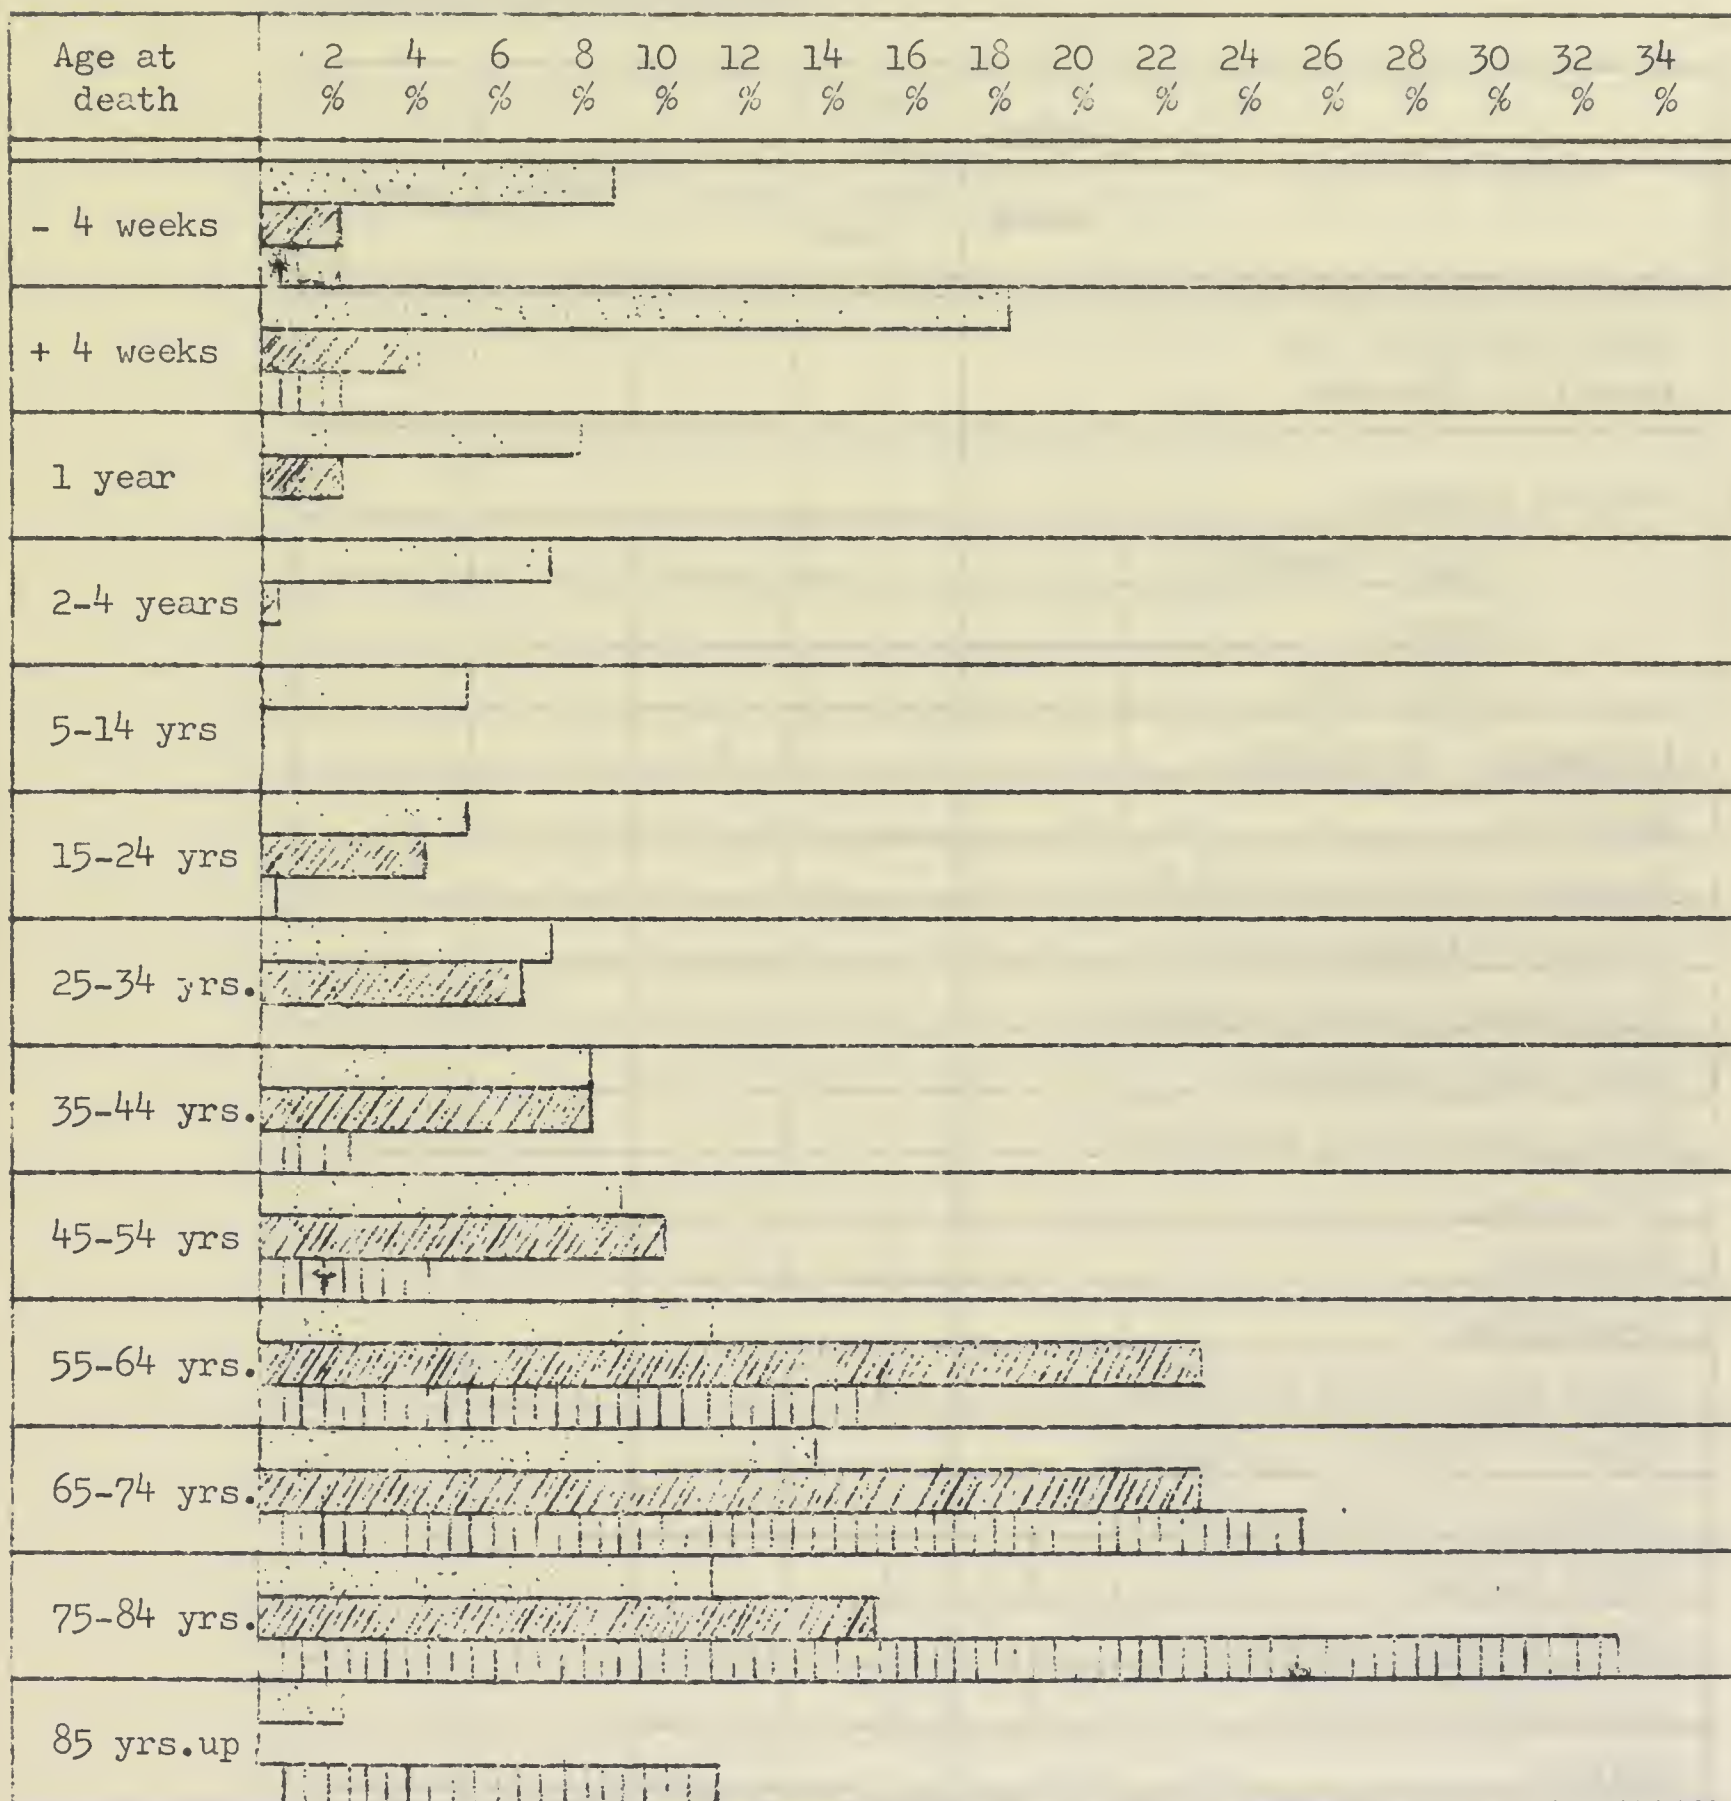 Age at 2 4 6 8 10 12 14 16 18 20 22 24 26 28 30 32 34
death % % % % % % % % % % % % % % % % %
- 4 weeks
+ 4 weeks
1 year
2-4 years
5-14 yrs
15-24 yrs
25-34 yrs.
35-44 yrs.
45-54 yrs
55-64 yrs.
65-74 yrs.
75-84 yrs.
85 yrs.up